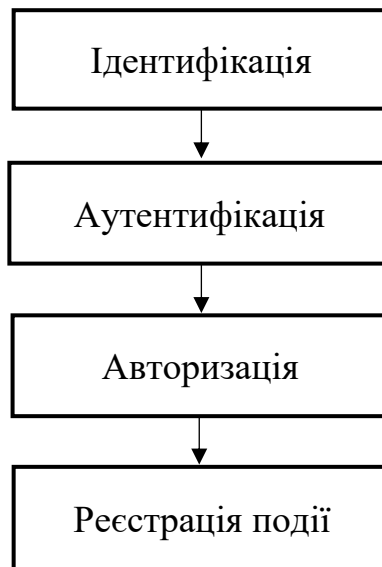 Ідентифікація
Аутентифікація
Авторизація
Реєстрація події